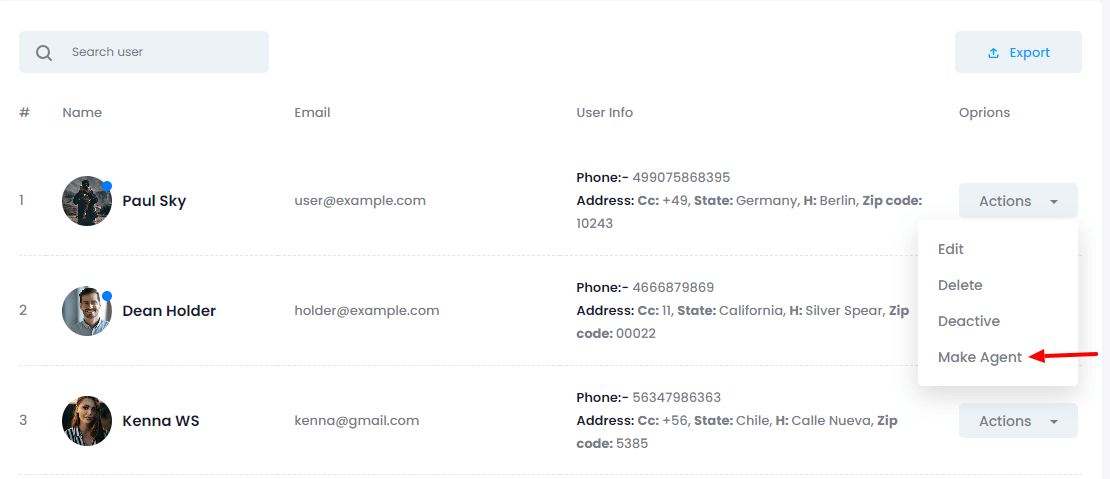 Search user
Export
# Name Email User Info Oprions
Phone:- 499075868395
1 Paul Sky user@example.com Address: Cc: +49, State: Germany, H: Berlin, Zip code: Actions
10243
Edit
Delete
Deactive
Make Agent
Phone:- 4666879869
2 Dean Holder holder@example.com Address: Cc: 11, State: California, H: Silver Spear, Zip
code: 00022
Phone:- 56347986363
3 Kenna WS kenna@gmail.com Address: Cc: +56, State: Chile, H: Calle Nueva, Zip Actions
code: 5385